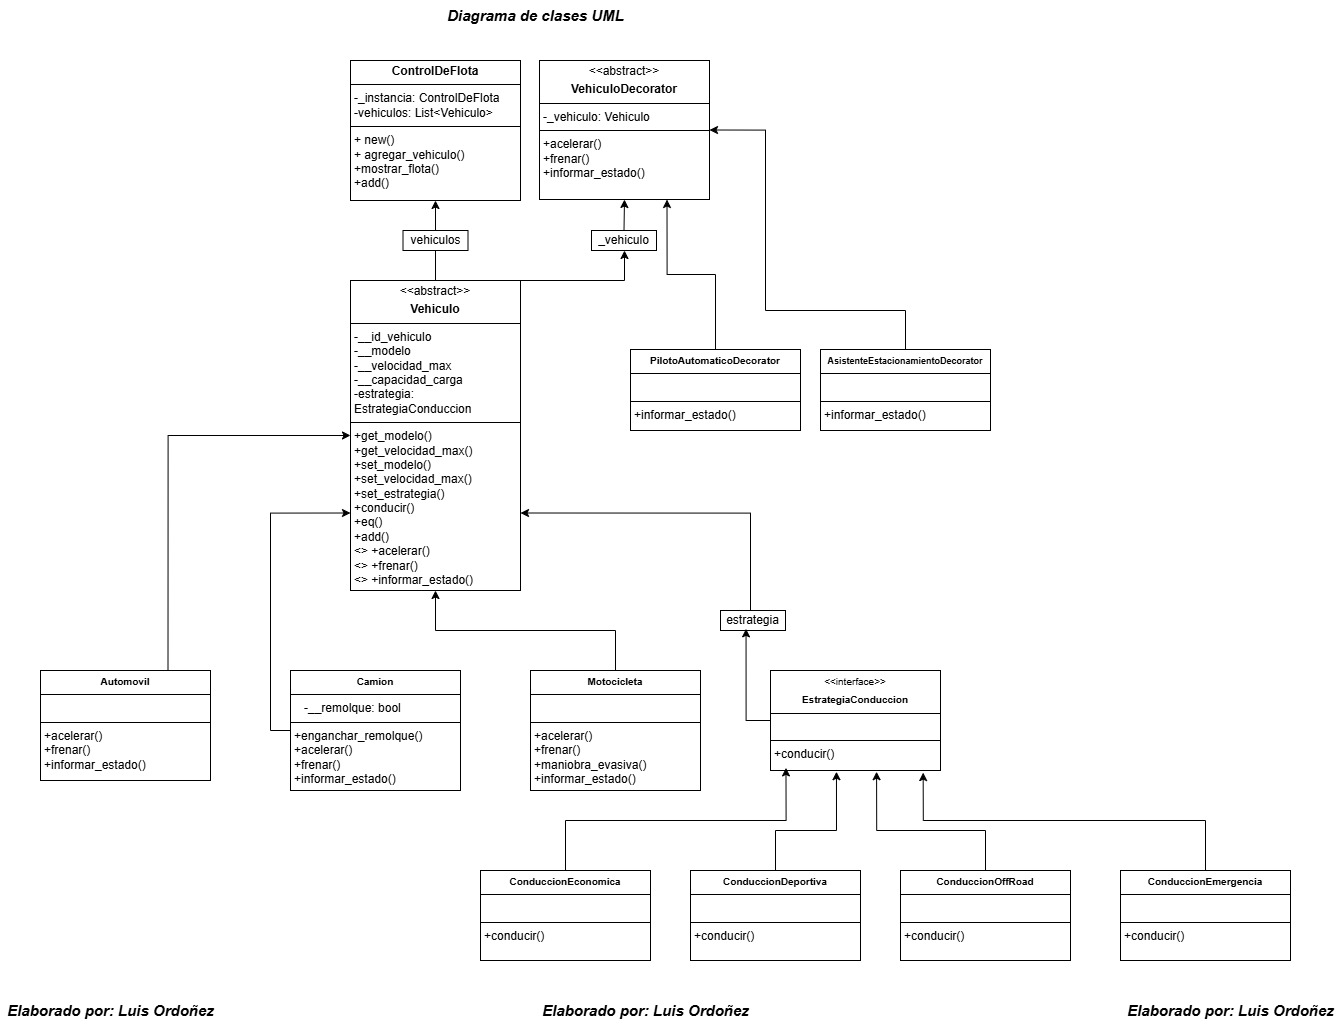 Diagrama de clases UML
ControlDeFlota
-_instancia: ControlDeFlota
-vehiculos: List<Vehiculo>
+ new()
+ agregar_vehiculo()
+mostrar_flota()
+add()
<<abstract>>
VehiculoDecorator
-_vehiculo: Vehiculo
+acelerar()
+frenar()
+informar_estado()
vehiculos
_vehiculo
<<abstract>>
Vehiculo
-__id_vehiculo
-__modelo
-__velocidad_max
-__capacidad_carga
-estrategia:
EstrategiaConduccion
+get_modelo()
+get_velocidad_max()
+set_modelo()
+set_velocidad_max()
+set_estrategia()
+conducir()
+eq()
+add()
<> +acelerar()
<> +frenar()
<> +informar_estado()
PilotoAutomaticoDecorator
+informar_estado()
AsistenteEstacionamientoDecorator
+informar_estado()
estrategia
Automovil
+acelerar()
+frenar()
+informar_estado()
Camion
-__remolque: bool
+enganchar_remolque()
+acelerar()
+frenar()
+informar_estado()
Motocicleta
+acelerar()
+frenar()
+maniobra_evasiva()
+informar_estado()
<<interface>>
EstrategiaConduccion
+conducir()
ConduccionEconomica
+conducir()
ConduccionDeportiva
+conducir()
ConduccionOffRoad
+conducir()
ConduccionEmergencia
+conducir()
Elaborado por: Luis Ordoñez
Elaborado por: Luis Ordoñez
Elaborado por: Luis Ordoñez